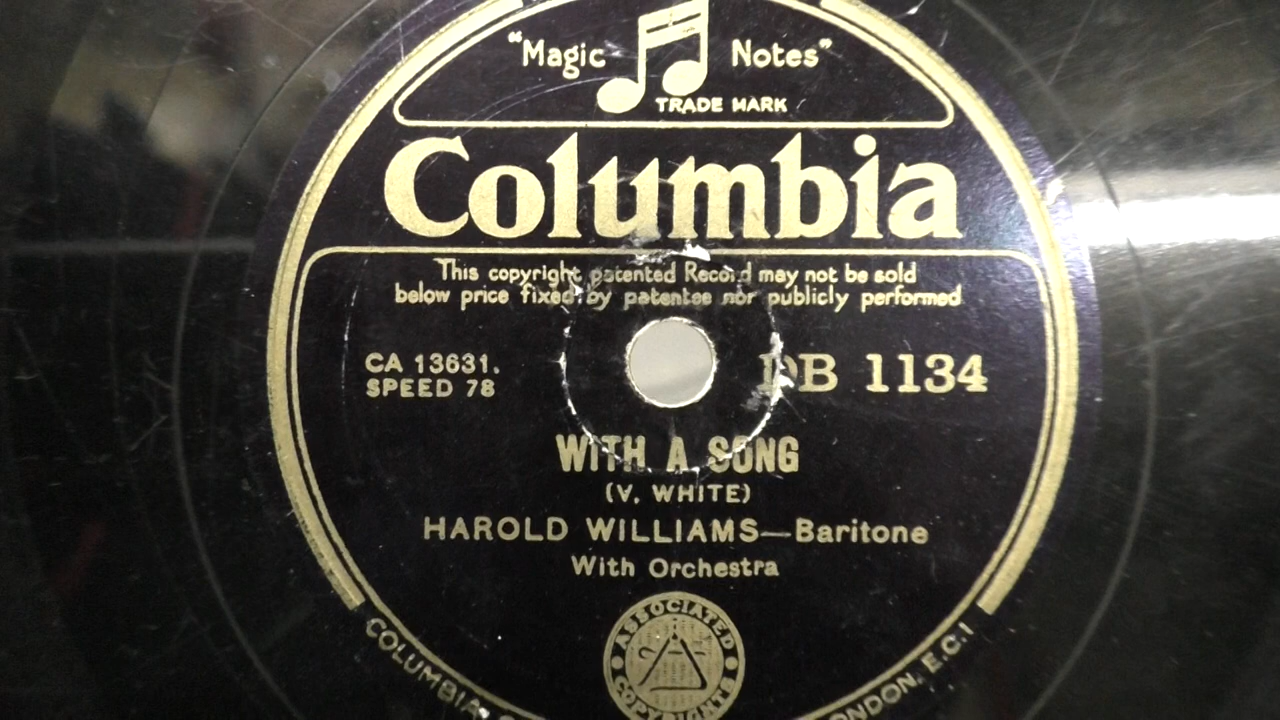 "Magic Notes"
TRADE MARK
Columbia
This copyright patented Record may not be sold
below price fixed by patentee nor publicly performed
CA 13631.
SPEED 78
DB 1134
WITH A SONG
(V. WHITE)
HAROLD WILLIAMS—Baritone
With Orchestra
ASSOCIATED
COPYRIGHTS
COLUMBIA
LONDON, E.C.1